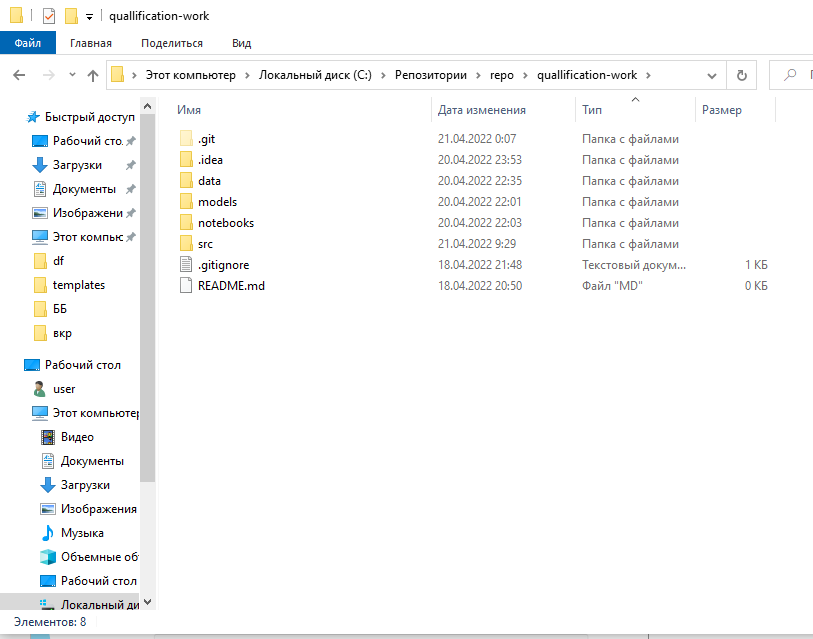 quallification-work
Файл Главная Поделиться Вид
Этот компьютер Локальный диск (C:) Репозитории repo quallification-work
Быстрый доступ
Рабочий сто.
Загрузки
Документы
Изображени
Этот компью
df
templates
ББ
вкр
Рабочий стол
user
Этот компьютер
Видео
Документы
Загрузки
Изображения
Музыка
Объемные об
Рабочий стол
Локальный ди
Имя Дата изменения Тип Размер
.git 21.04.2022 0:07 Папка с файлами
.idea 20.04.2022 23:53 Папка с файлами
data 20.04.2022 22:35 Папка с файлами
models 20.04.2022 22:01 Папка с файлами
notebooks 20.04.2022 22:03 Папка с файлами
src 21.04.2022 9:29 Папка с файлами
.gitignore 18.04.2022 21:48 Текстовый докум... 1 КБ
README.md 18.04.2022 20:50 Файл "MD" 0 КБ
Элементов: 8